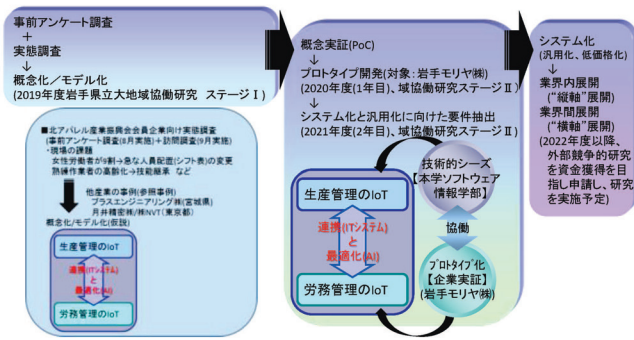 事前アンケート調査
+
実態調査
↓
概念化／モデル化
(2019年度岩手県立大地域協働研究 ステージⅠ)
■北アパレル産業振興会会員企業向け実態調査
(事前アンケート調査(8月実施)+訪問調査(9月実施)
・現場の課題
女性労働者が9割→急な人員配置(シフト表)の変更
熟練作業者の高齢化→技能継承 など
他産業の事例(参照事例)
プラスエンジニアリング㈱(宮城県)
月井精密㈱/㈱NVT(東京都)
概念化/モデル化(仮説)
生産管理のIoT
連携(ITシステム)
と
最適化(AI)
労務管理のIoT
概念実証(PoC)
↓
プロトタイプ開発(対象:岩手モリヤ㈱)
(2020年度(1年目)、域協働研究ステージⅡ)
↓
システム化と汎用化に向けた要件抽出
(2021年度(2年目)、域協働研究ステージⅡ)
生産管理のIoT
連携(ITシステム)
と
最適化(AI)
労務管理のIoT
技術的シーズ
【本学ソフトウェア
情報学部】
協働
プロトタイプ化
【企業実証】
(岩手モリヤ㈱)
システム化
(汎用化、低価格化)
↓
業界内展開
(“縦軸”展開)
業界間展開
(“横軸”展開)
(2022年度以降、
外部競争的研究
を資金獲得を目
指し申請し、研究
を実施予定)